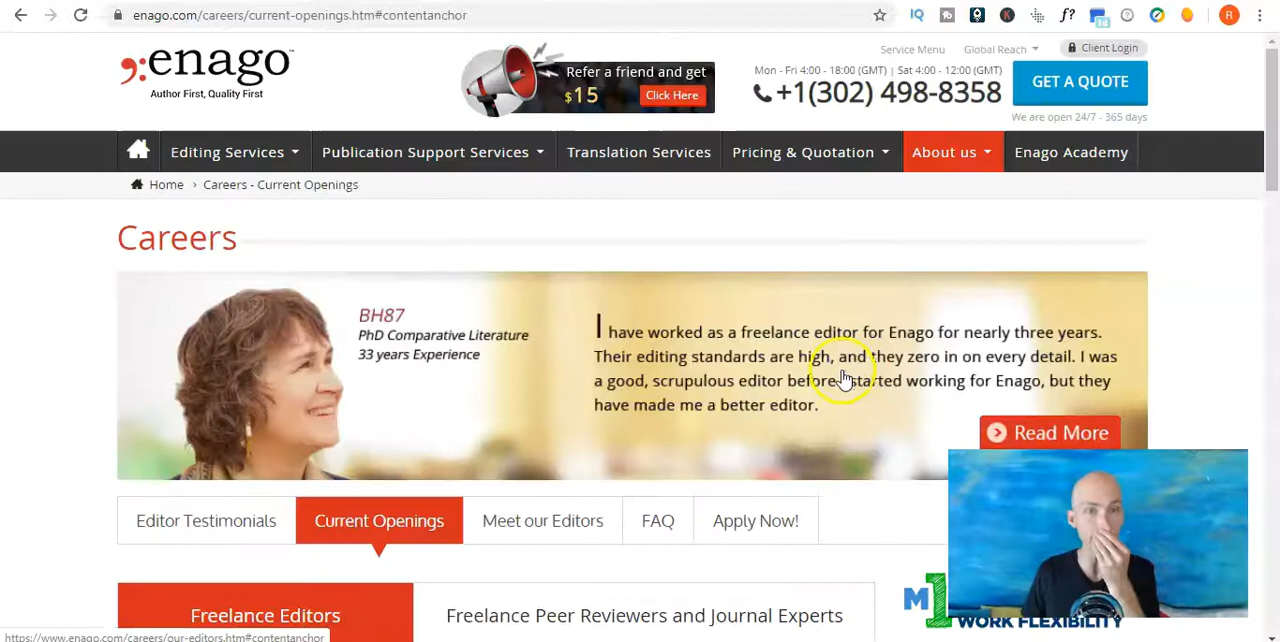 enago.com/careers/current-openings.htm#contentanchor
IQ
K
f?
1d
R
enago™
Author First, Quality First
Refer a friend and get
$15
Click Here
Service Menu
Global Reach
Client Login
Mon - Fri 4:00 - 18:00 (GMT) | Sat 4:00 - 12:00 (GMT)
+1(302) 498-8358
GET A QUOTE
We are open 24/7 - 365 days
Editing Services
Publication Support Services
Translation Services
Pricing & Quotation
About us
Enago Academy
Home › Careers - Current Openings
Careers
BH87
PhD Comparative Literature
33 years Experience
I have worked as a freelance editor for Enago for nearly three years.
Their editing standards are high, and they zero in on every detail. I was
a good, scrupulous editor before I started working for Enago, but they
have made me a better editor.
Read More
Editor Testimonials
Current Openings
Meet our Editors
FAQ
Apply Now!
Freelance Editors
Freelance Peer Reviewers and Journal Experts
M1
WORK FLEXIBILITY
https://www.enago.com/careers/our-editors.htm#contentanchor